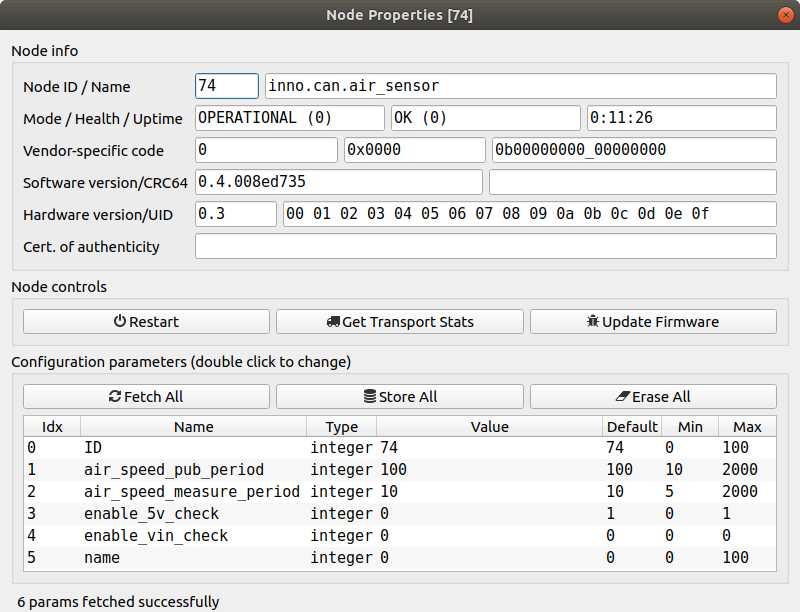 Node Properties [74]
Node info
Node ID / Name 74 inno.can.air_sensor
Mode / Health / Uptime OPERATIONAL (0) OK (0) 0:11:26
Vendor-specific code 0 0x0000 0b00000000_00000000
Software version/CRC64 0.4.008ed735
Hardware version/UID 0.3 00 01 02 03 04 05 06 07 08 09 0a 0b 0c 0d 0e 0f
Cert. of authenticity
Node controls
Restart Get Transport Stats Update Firmware
Configuration parameters (double click to change)
Fetch All Store All Erase All
Idx Name Type Value Default Min Max
0 ID integer 74 74 0 100
1 air_speed_pub_period integer 100 100 10 2000
2 air_speed_measure_period integer 10 10 5 2000
3 enable_5v_check integer 0 1 0 1
4 enable_vin_check integer 0 0 0 0
5 name integer 0 0 0 100
6 params fetched successfully